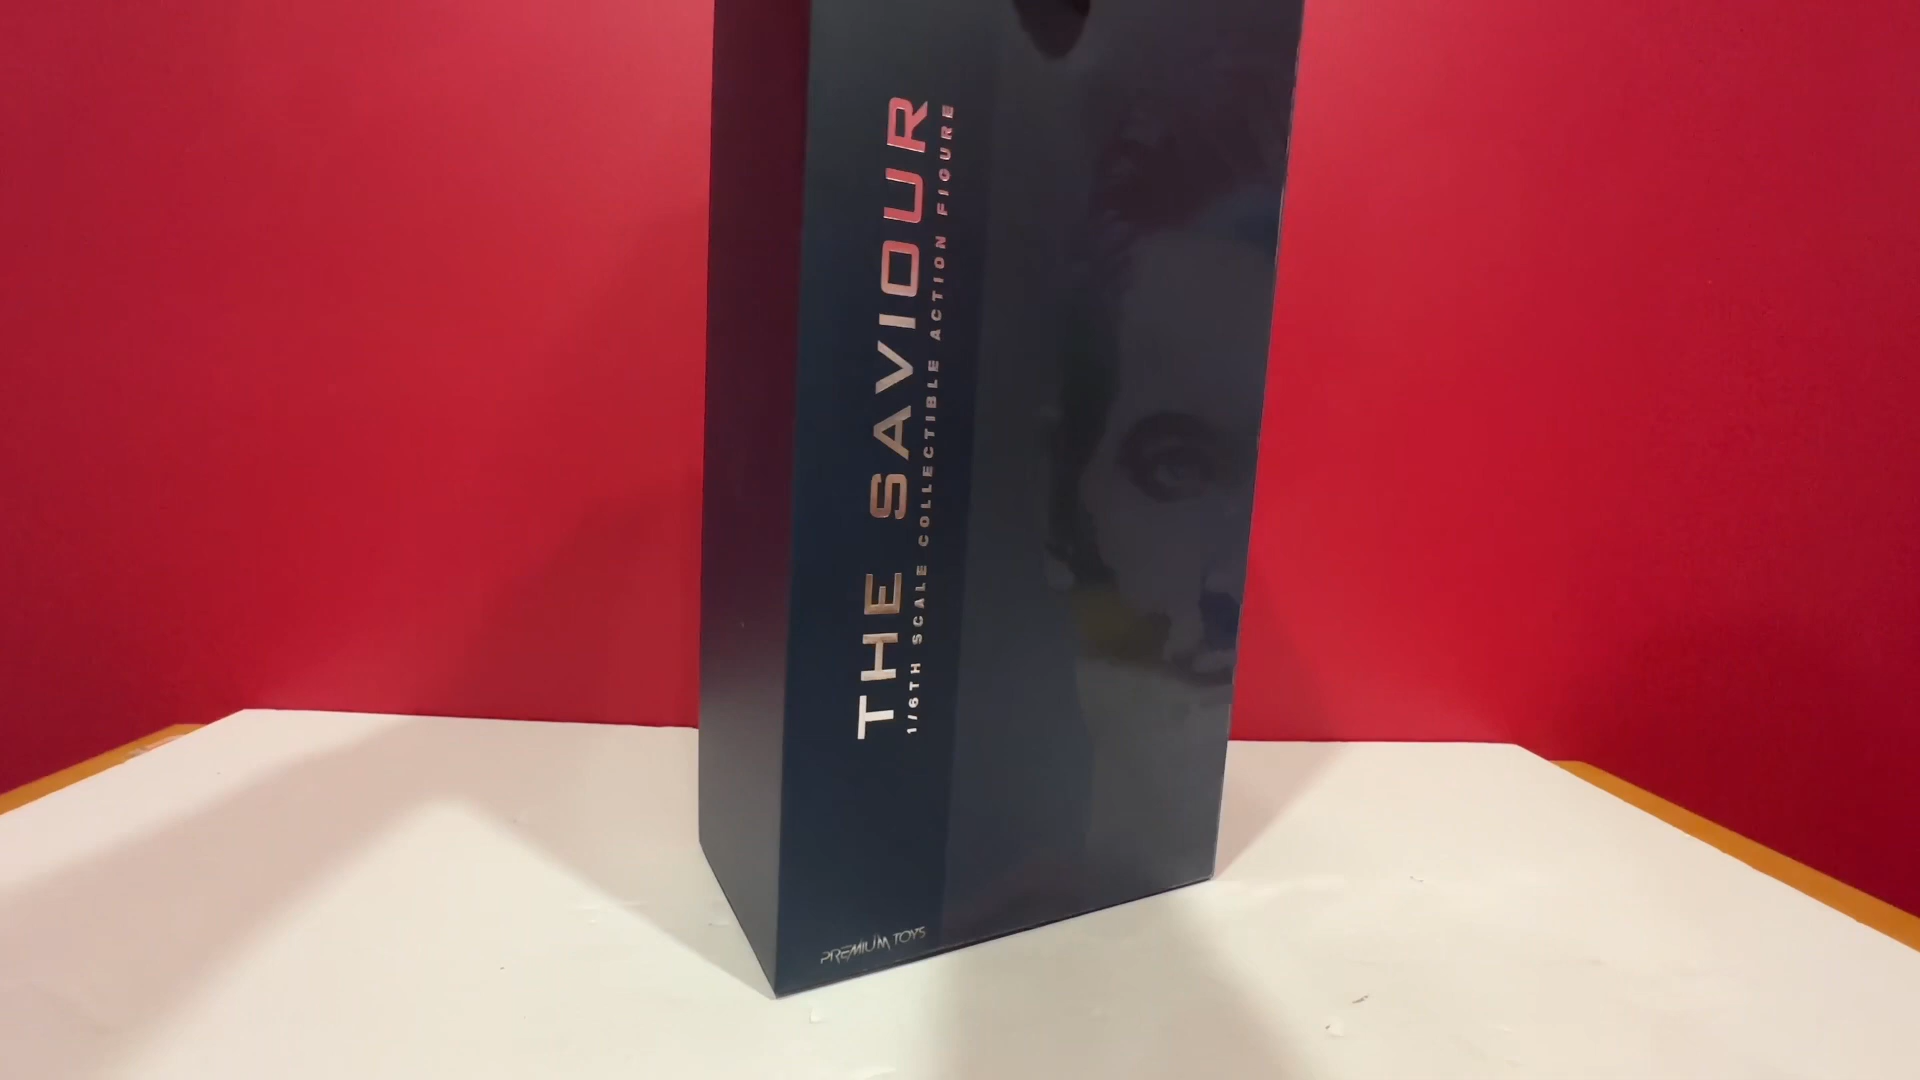 THE SAVIOUR
1/6TH SCALE COLLECTIBLE ACTION FIGURE
PREMIUM TOYS